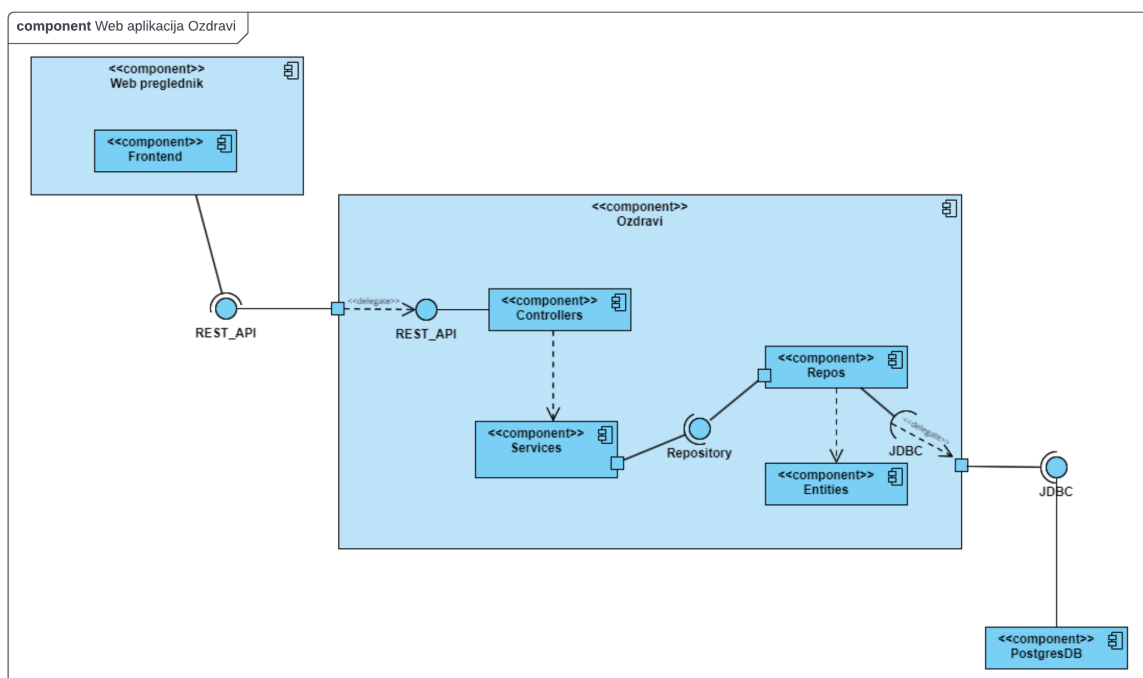 component Web aplikacija Ozdravi
<<component>>
Web preglednik
<<component>>
Frontend
<<component>>
Ozdravi
REST_API
<<delegate>>
REST_API
<<component>>
Controllers
<<component>>
Services
Repository
<<component>>
Repos
<<delegate>>
JDBC
<<component>>
Entities
JDBC
<<component>>
PostgresDB